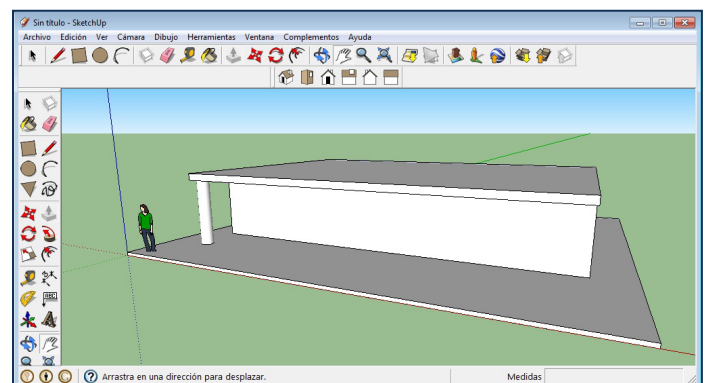 Sin título - SketchUp
Archivo Edición Ver Cámara Dibujo Herramientas Ventana Complementos Ayuda
ABC
Arrastra en una dirección para desplazar.
Medidas